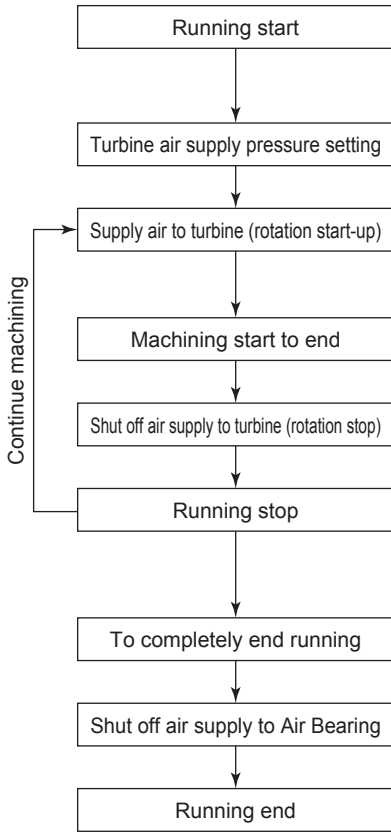 Running start
Turbine air supply pressure setting
Supply air to turbine (rotation start-up)
Continue machining
Machining start to end
Shut off air supply to turbine (rotation stop)
Running stop
To completely end running
Shut off air supply to Air Bearing
Running end